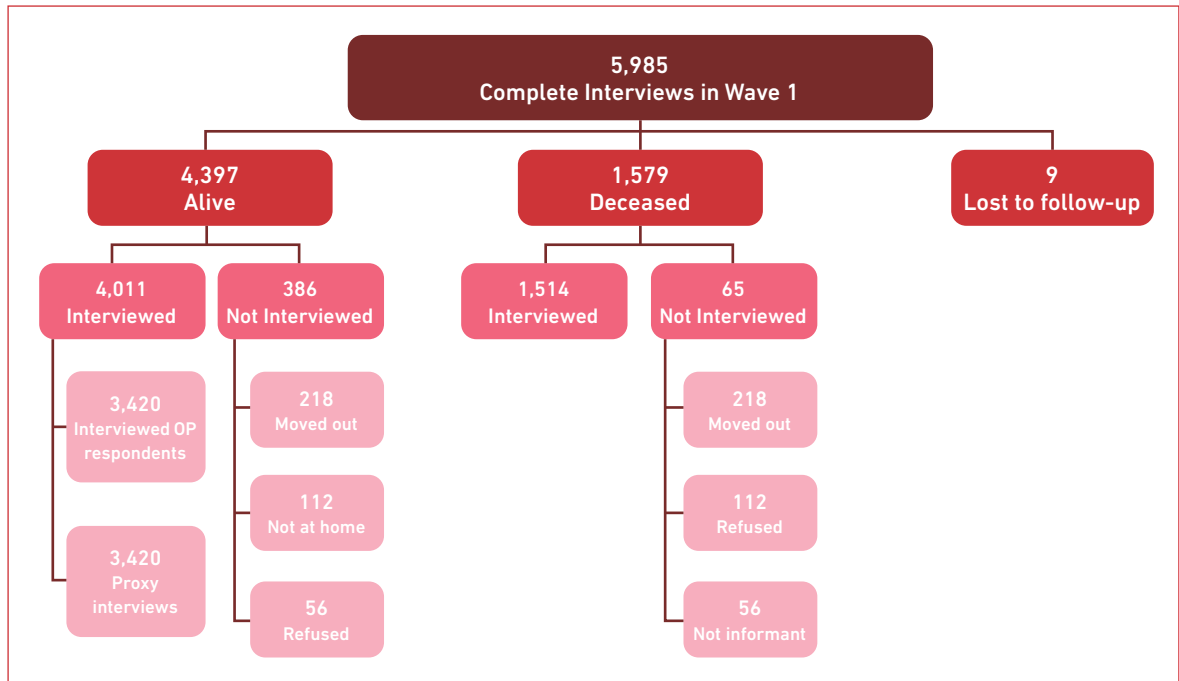 5,985
Complete Interviews in Wave 1
4,397
Alive
1,579
Deceased
9
Lost to follow-up
4,011
Interviewed
386
Not Interviewed
1,514
Interviewed
65
Not Interviewed
3,420
Interviewed OP
respondents
218
Moved out
218
Moved out
112
Not at home
112
Refused
3,420
Proxy
interviews
56
Refused
56
Not informant